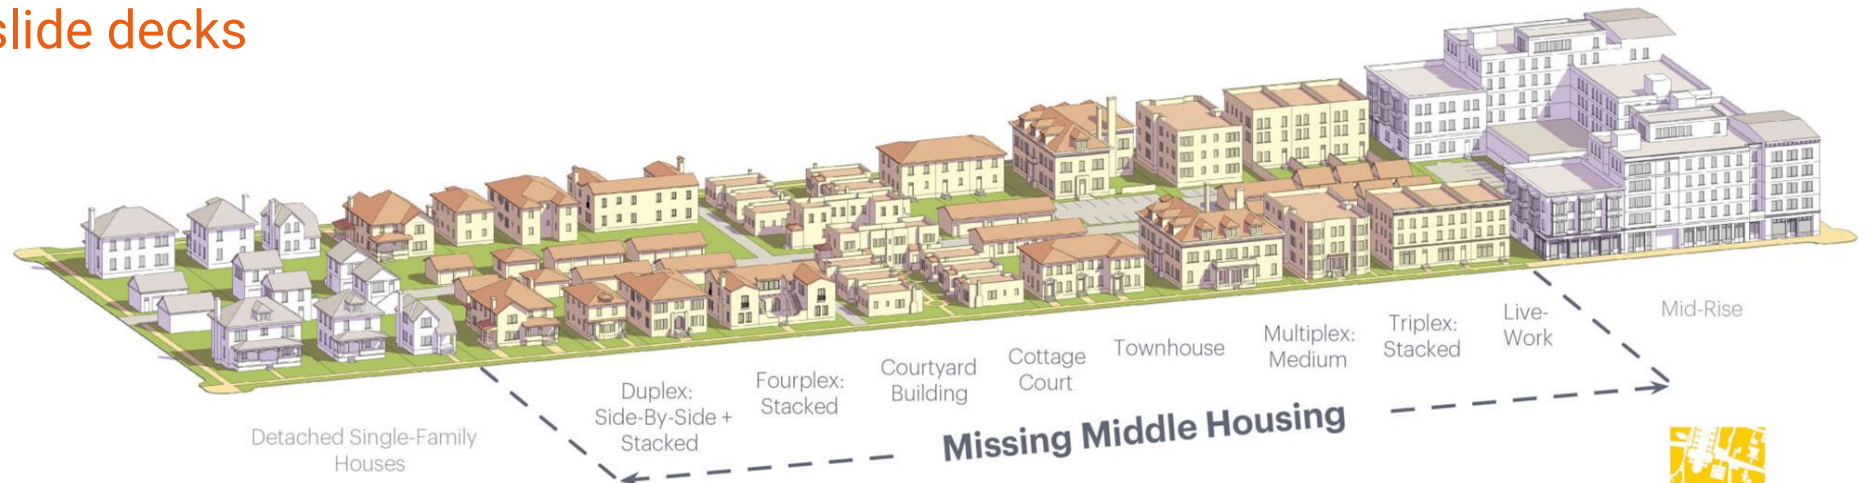 slide decks
Detached Single-Family
Houses
Duplex:
Side-By-Side +
Stacked
Fourplex:
Stacked
Courtyard
Building
Cottage
Court
Townhouse
Multiplex:
Medium
Triplex:
Stacked
Live-
Work
Mid-Rise
Missing Middle Housing